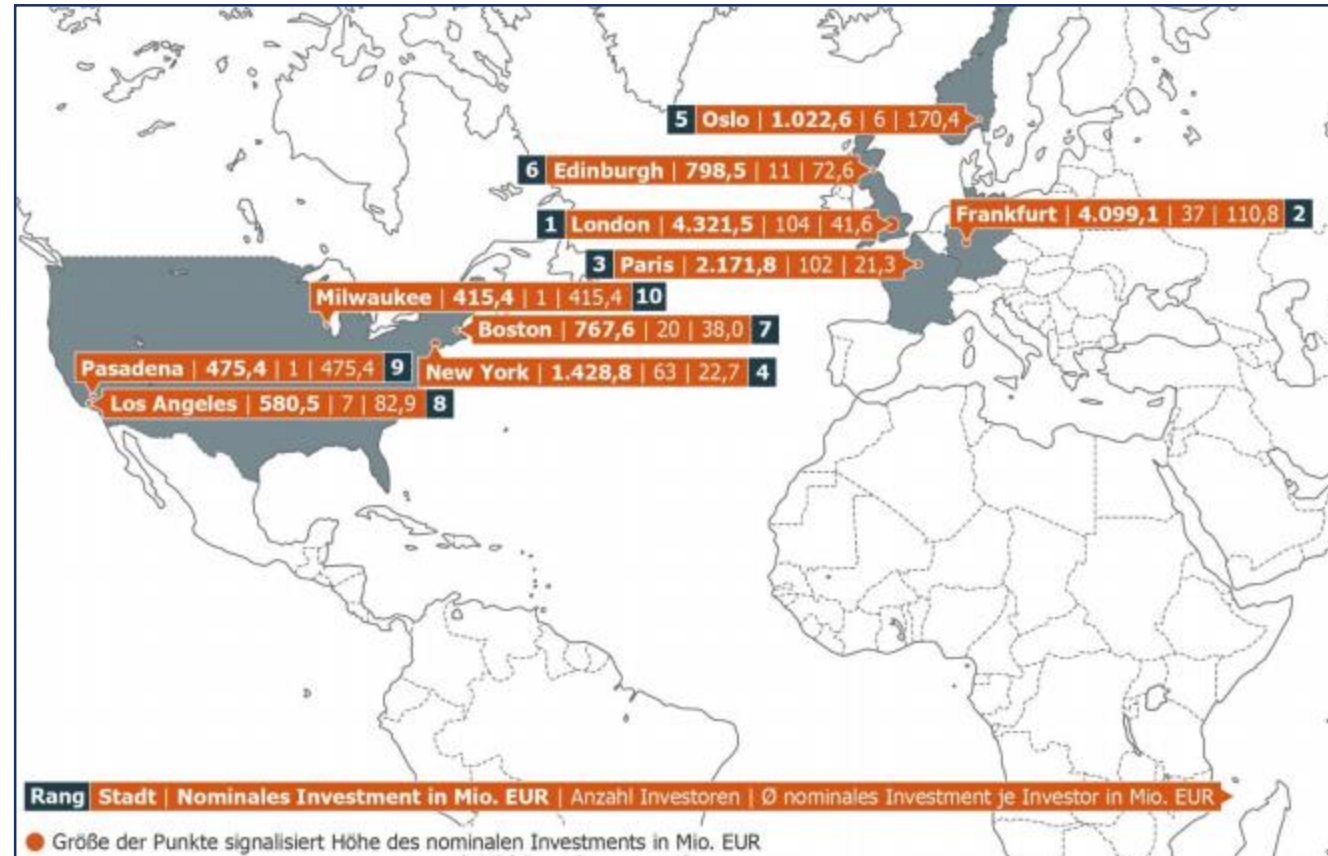 5 Oslo | 1.022,6 | 6 | 170,4
6 Edinburgh | 798,5 | 11 | 72,6
1 London | 4.321,5 | 104 | 41,6
Frankfurt | 4.099,1 | 37 | 110,8 2
3 Paris | 2.171,8 | 102 | 21,3
Milwaukee | 415,4 | 1 | 415,4 10
Boston | 767,6 | 20 | 38,0 7
Pasadena | 475,4 | 1 | 475,4 9
New York | 1.428,8 | 63 | 22,7 4
Los Angeles | 580,5 | 7 | 82,9 8
Rang Stadt | Nominales Investment in Mio. EUR | Anzahl Investoren | Ø nominales Investment je Investor in Mio. EUR
Größe der Punkte signalisiert Höhe des nominalen Investments in Mio. EUR